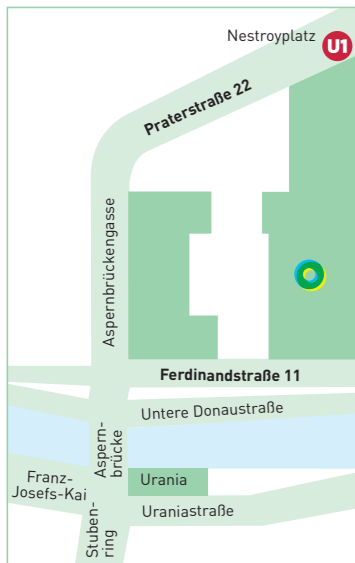 Nestroyplatz
U1
Praterstraße 22
Aspernbrückengasse
Ferdinandstraße 11
Untere Donaustraße
Aspern-
brücke
Franz-
Josefs-Kai
Urania
Uraniastraße
Stuben-
ring